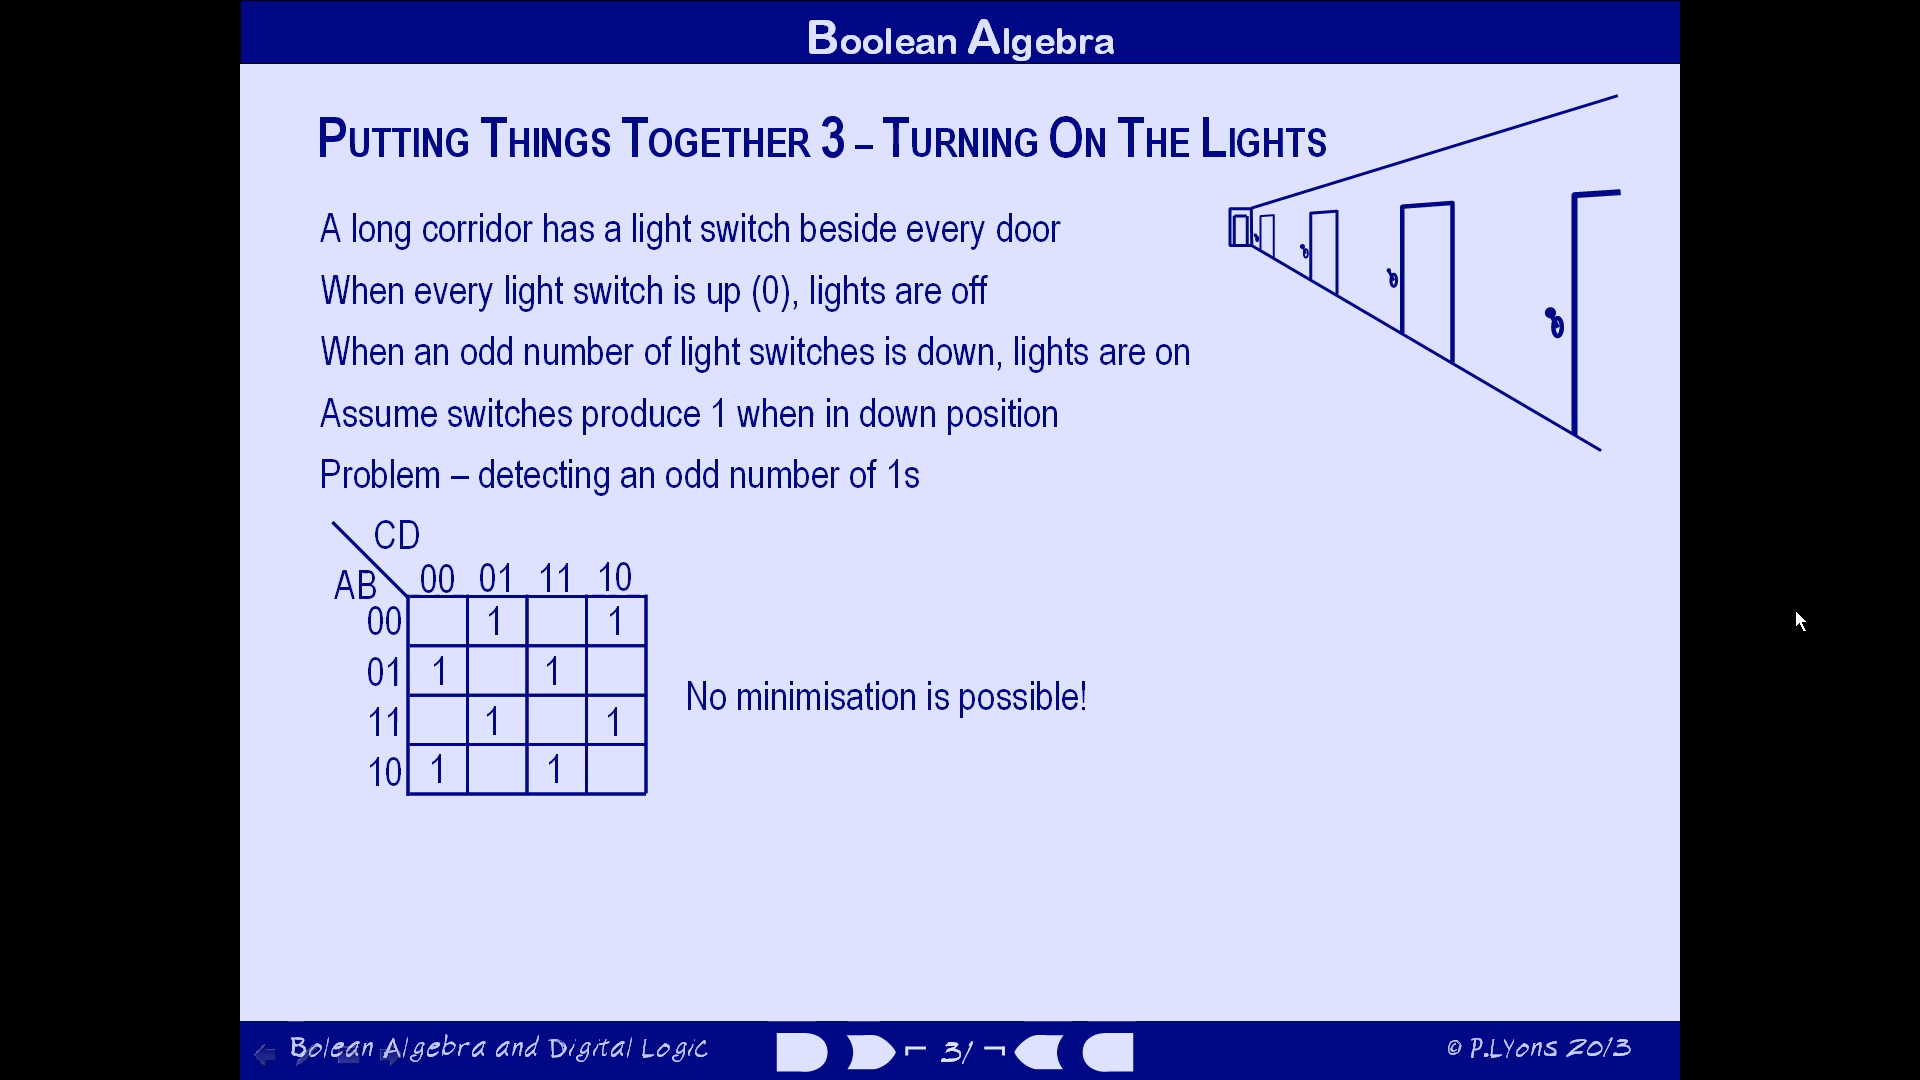 Boolean Algebra
PUTTING THINGS TOGETHER 3 – TURNING ON THE LIGHTS
A long corridor has a light switch beside every door
When every light switch is up (0), lights are off
When an odd number of light switches is down, lights are on
Assume switches produce 1 when in down position
Problem – detecting an odd number of 1s
CD
AB 00 01 11 10
00 1 1
01 1 1
11 1 1
10 1 1
No minimisation is possible!
Bolean Algebra and Digital Logic
31
© P.Lyons 2013